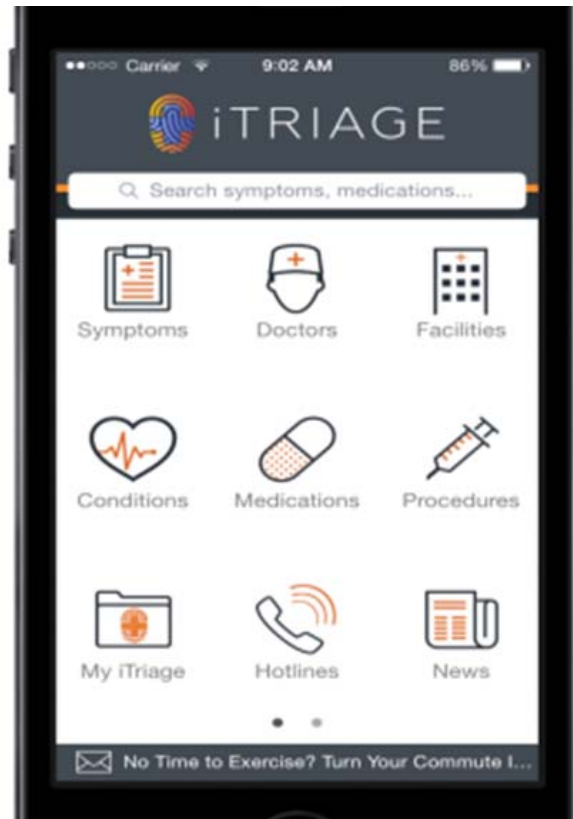 Carrier 9:02 AM 86%
iTRIAGE
Search symptoms, medications...
Symptoms Doctors Facilities
Conditions Medications Procedures
My iTriage Hotlines News
No Time to Exercise? Turn Your Commute I...